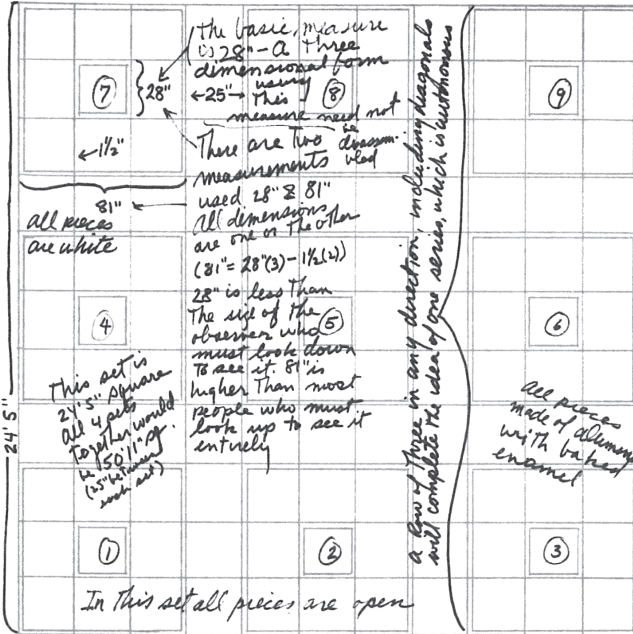 The basic measure
is 28" - A three
dimensional form
using
this
measure need not
be
disassem-
bled
⑦
28"
←25"→
⑧
⑨
←1½"
There are two
measurements
used 28" & 81"
All dimensions
are one or the other
(81" = 28"(3) - 1½(2))
28" is less than
the size of the
observer who
must look down
to see it. 81" is
higher than most
people who must
look up to see it
entirely
81"
all pieces
are white
④
⑤
⑥
This set is
24'5" square
all 4 sets
together would
be 50'11" sq.
(25" between
each set)
24'5"
a Row of Three in any direction, including diagonals
will complete the idea of one series, which is autonomous
all pieces
made of aluminum
with baked
enamel
①
②
③
In this set all pieces are open